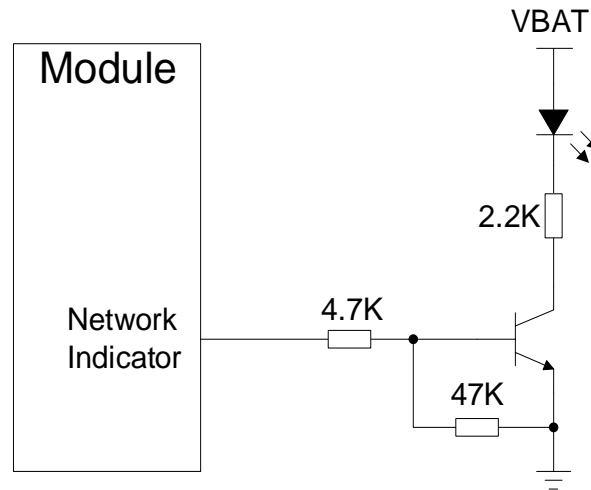 VBAT
Module
2.2K
4.7K
Network
Indicator
47K